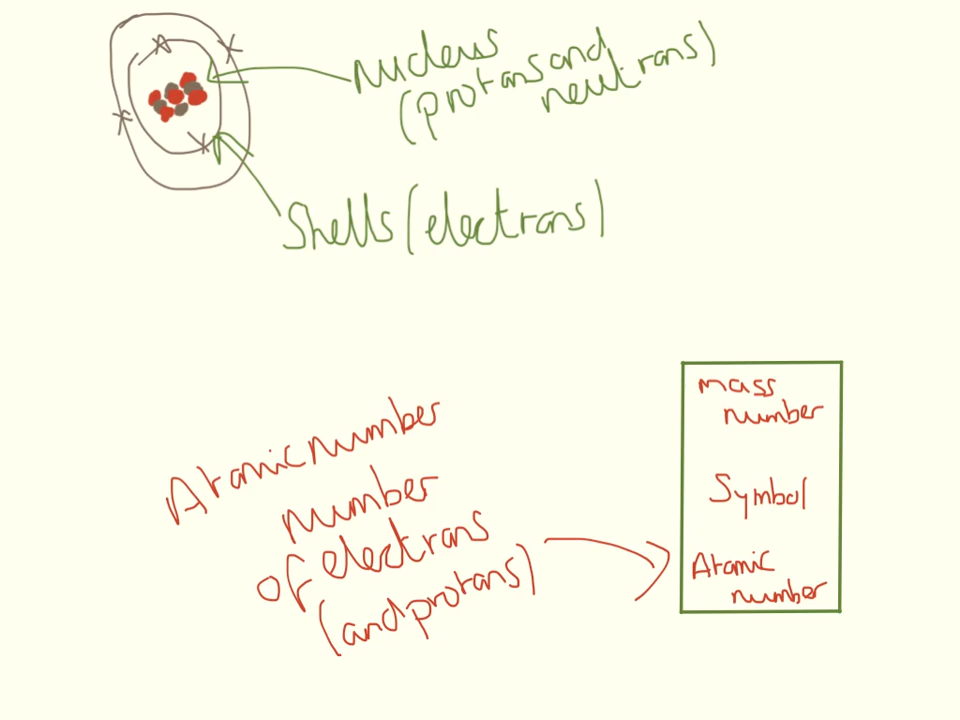 nucleus
(protons and
neutrons)
Shells (electrons)
Atomic number
number
of electrons
(and protons)
mass
number
Symbol
Atomic
number